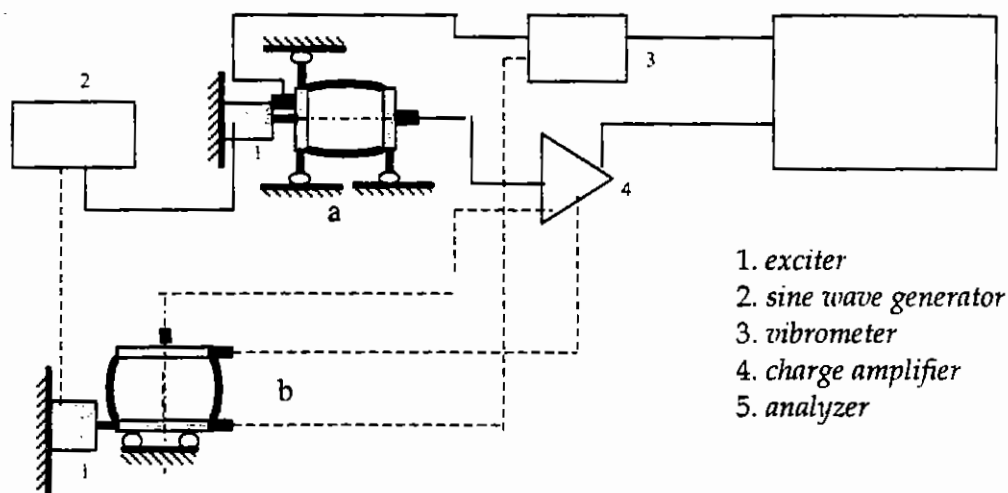 2
3
1
4
a
1. exciter
2. sine wave generator
3. vibrometer
4. charge amplifier
5. analyzer
b
1